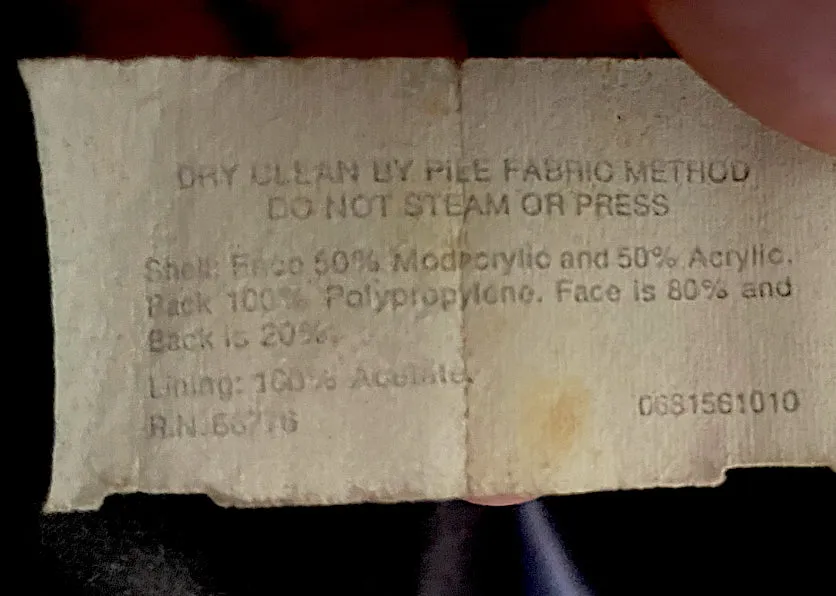 DRY CLEAN BY PILE FABRIC METHOD
DO NOT STEAM OR PRESS
Shell: Face 50% Modacrylic and 50% Acrylic.
Back 100% Polypropylene. Face is 80% and
Back is 20%.
Lining: 100% Acetate.
R.N.
0681561010